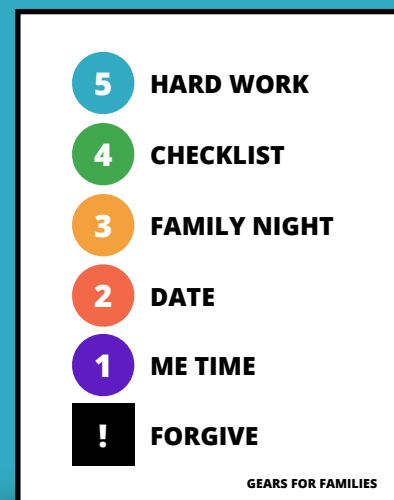 5 HARD WORK
4 CHECKLIST
3 FAMILY NIGHT
2 DATE
1 ME TIME
! FORGIVE
GEARS FOR FAMILIES